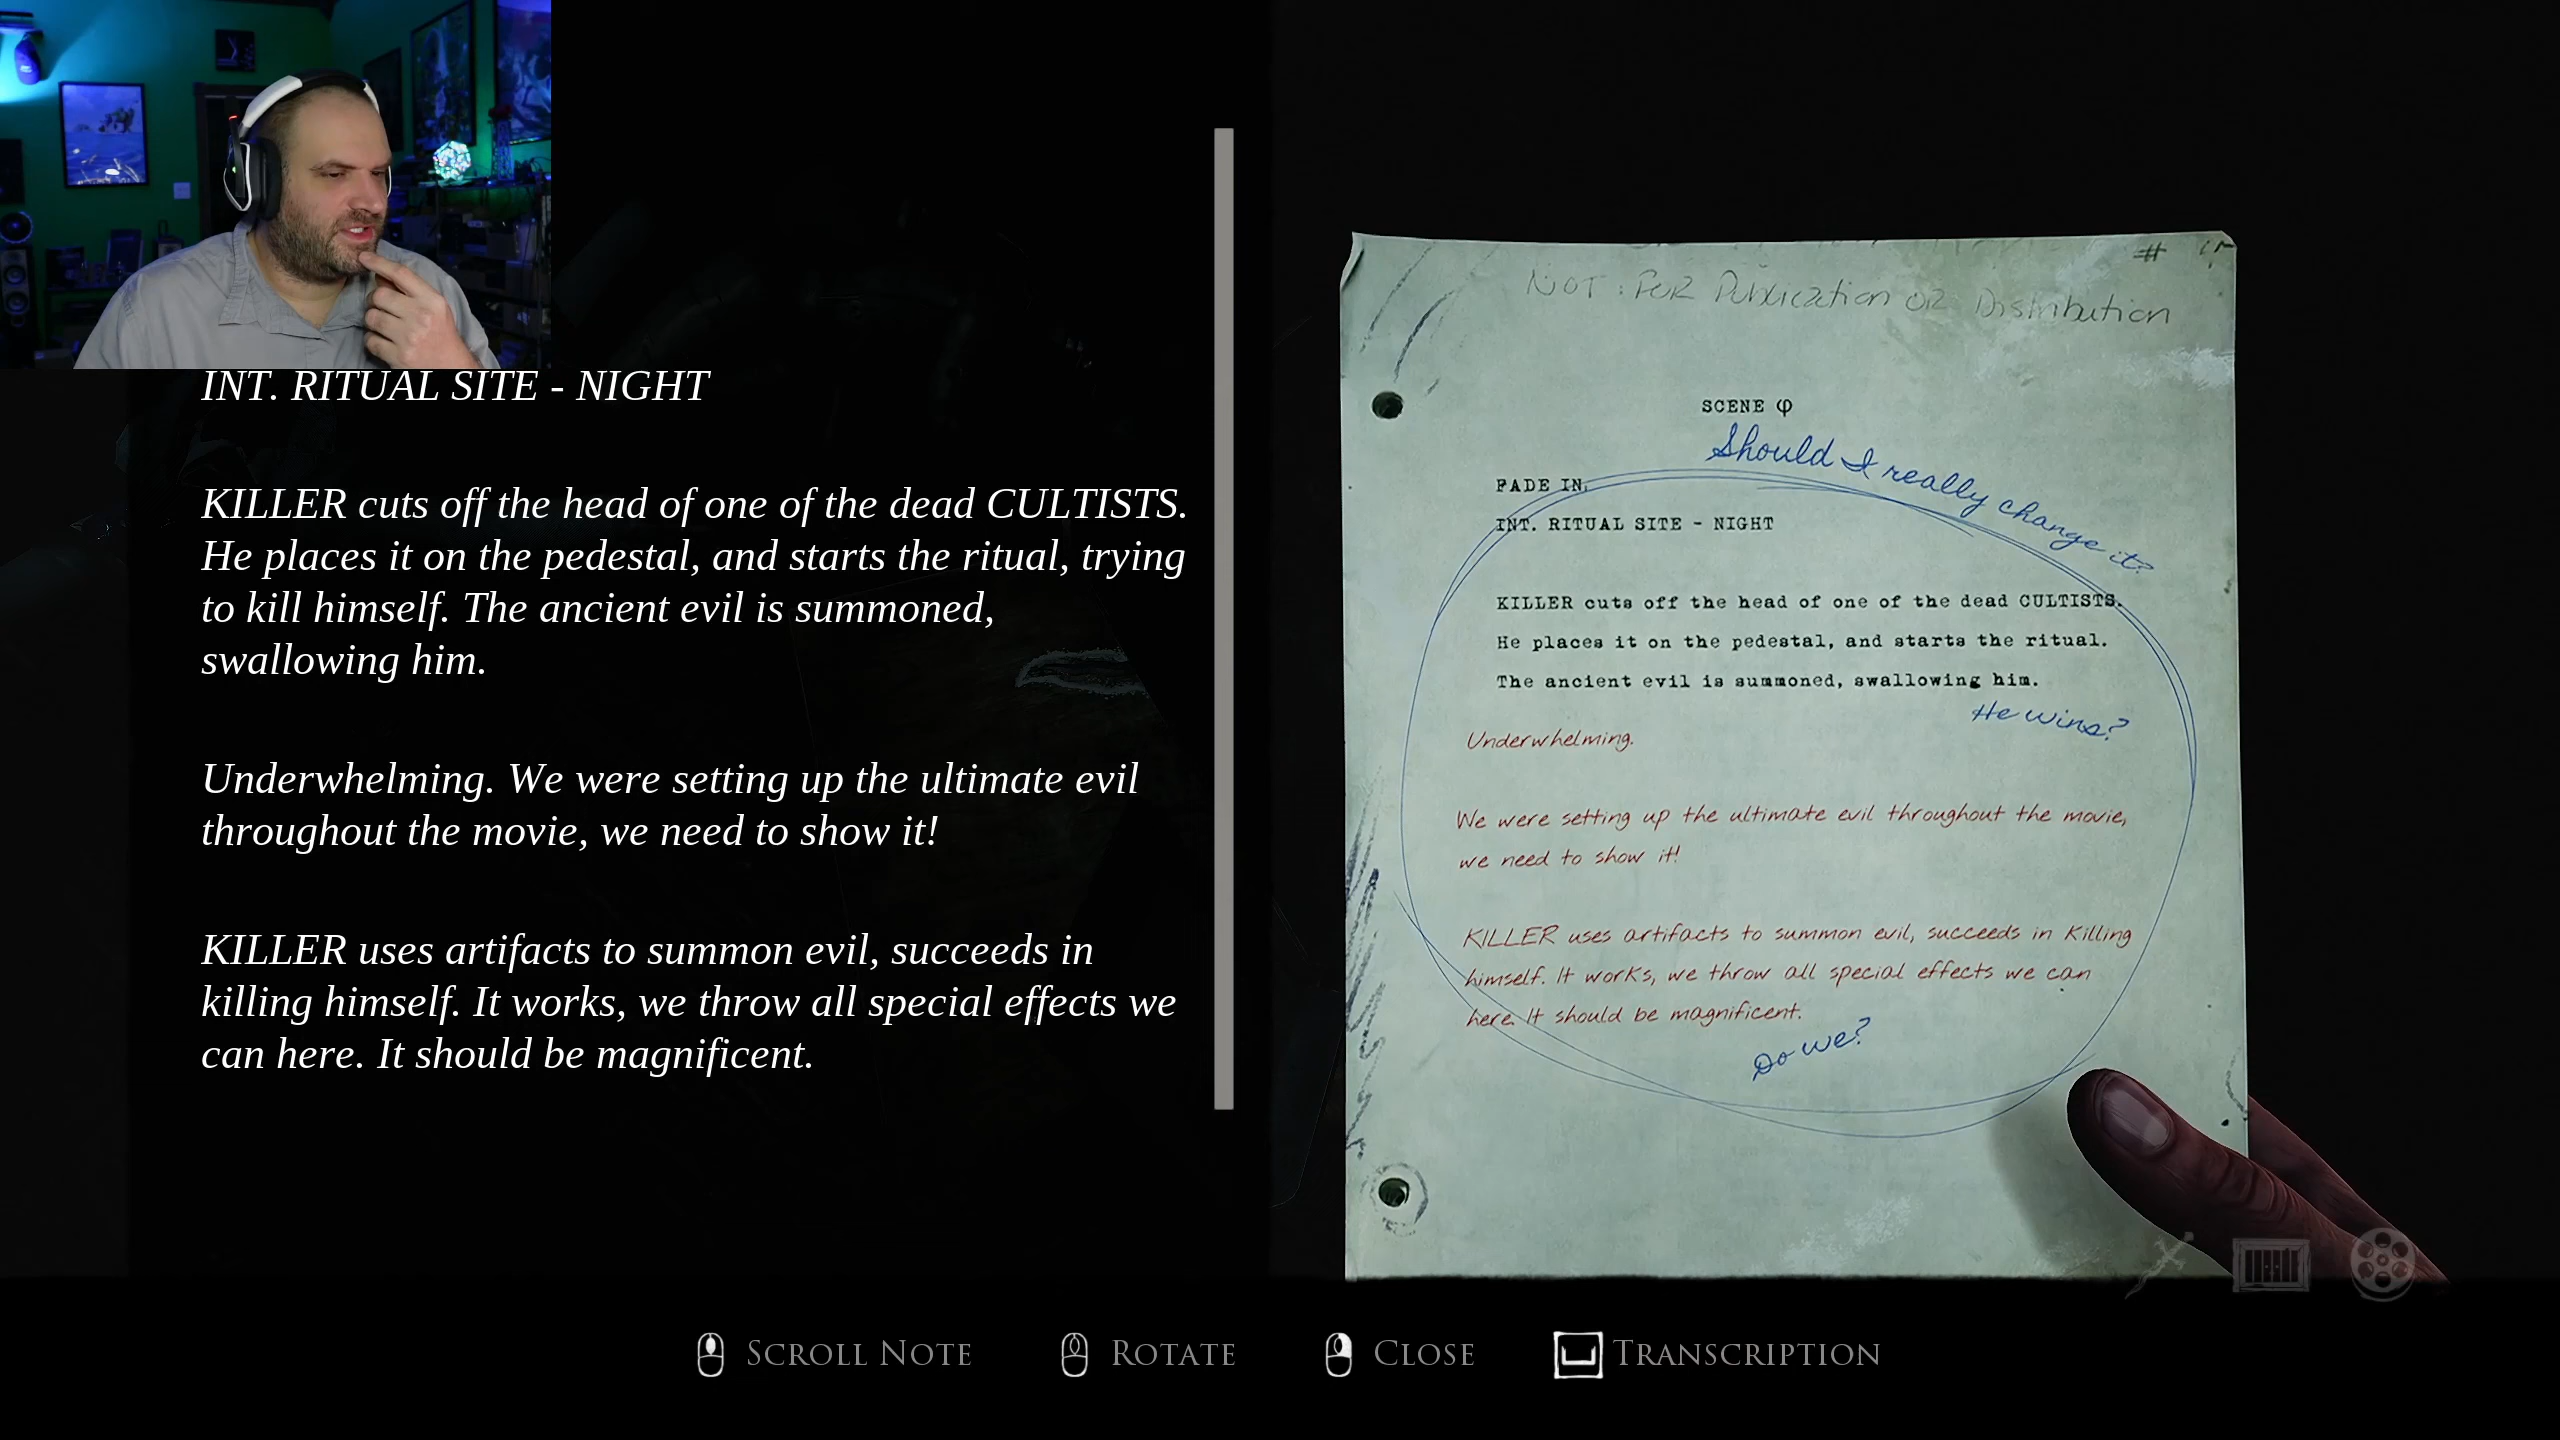 INT. RITUAL SITE - NIGHT
KILLER cuts off the head of one of the dead CULTISTS.
He places it on the pedestal, and starts the ritual, trying
to kill himself. The ancient evil is summoned,
swallowing him.
Underwhelming. We were setting up the ultimate evil
throughout the movie, we need to show it!
KILLER uses artifacts to summon evil, succeeds in
killing himself. It works, we throw all special effects we
can here. It should be magnificent.
#
NOT: FOR Publication OR Distribution
SCENE φ
Should I really change it?
FADE IN.
INT. RITUAL SITE - NIGHT
KILLER cuts off the head of one of the dead CULTISTS.
He places it on the pedestal, and starts the ritual.
The ancient evil is summoned, swallowing him.
He wins?
Underwhelming.
We were setting up the ultimate evil throughout the movie,
we need to show it!
KILLER uses artifacts to summon evil, succeeds in Killing
himself. It works, we throw all special effects we can
here. It should be magnificent.
Do we?
SCROLL NOTE
ROTATE
CLOSE
TRANSCRIPTION